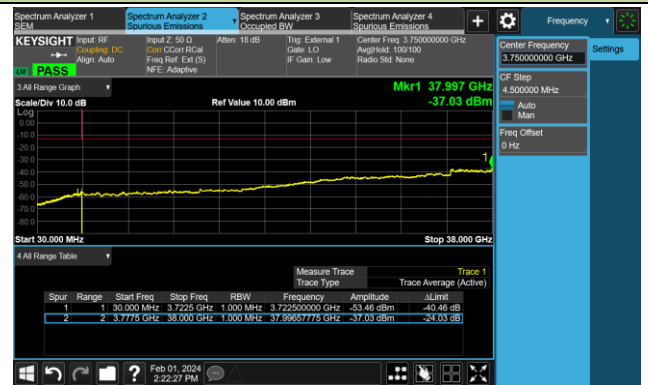 Spectrum Analyzer 1
SEM
Spectrum Analyzer 2
Spurious Emissions
Spectrum Analyzer 3
Occupied BW
Spectrum Analyzer 4
Spurious Emissions
+
Frequency
KEYSIGHT
Input: RF
Coupling: DC
Align: Auto
Input Z: 50 Ω
Corr CCorr RCal
Freq Ref: Ext (S)
NFE: Adaptive
Atten: 18 dB
Trig: External 1
Gate: LO
IF Gain: Low
Center Freq: 3.750000000 GHz
Avg|Hold: 100/100
Radio Std: None
PASS
3 All Range Graph
Mkr1 37.997 GHz
Scale/Div 10.0 dB
Ref Value 10.00 dBm
-37.03 dBm
Log
0.00
-10.0
-20.0
-30.0
-40.0
-50.0
-60.0
-70.0
-80.0
1
Start 30.000 MHz
Stop 38.000 GHz
4 All Range Table
Measure Trace Trace 1
Trace Type Trace Average (Active)
Spur Range Start Freq Stop Freq RBW Frequency Amplitude ΔLimit
1 1 30.000 MHz 3.7225 GHz 1.000 MHz 3.722500000 GHz -53.46 dBm -40.46 dB
2 2 3.7775 GHz 38.000 GHz 1.000 MHz 37.99657775 GHz -37.03 dBm -24.03 dB
?
Feb 01, 2024
2:22:27 PM
Center Frequency
3.750000000 GHz
Settings
CF Step
4.500000 MHz
Auto
Man
Freq Offset
0 Hz